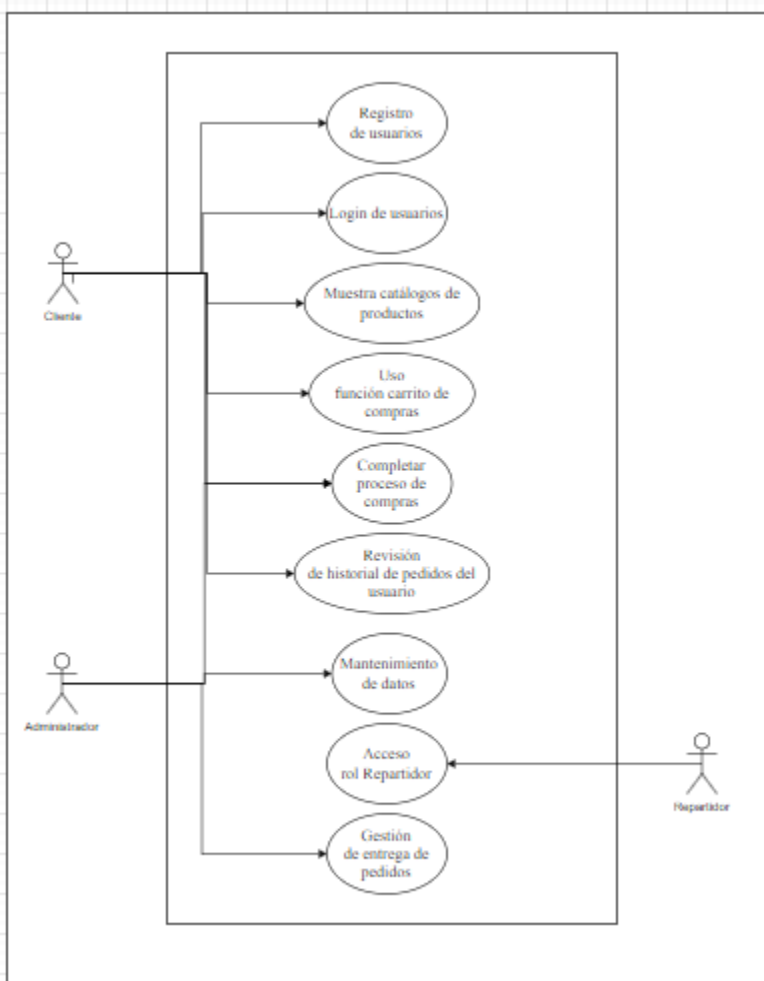 Registro
de usuarios
Login de usuarios
Muestra catálogos de
productos
Cliente
Uso
función carrito de
compras
Completar
proceso de
compras
Revisión
de historial de pedidos del
usuario
Mantenimiento
de datos
Administrador
Acceso
rol Repartidor
Repartidor
Gestión
de entrega de
pedidos